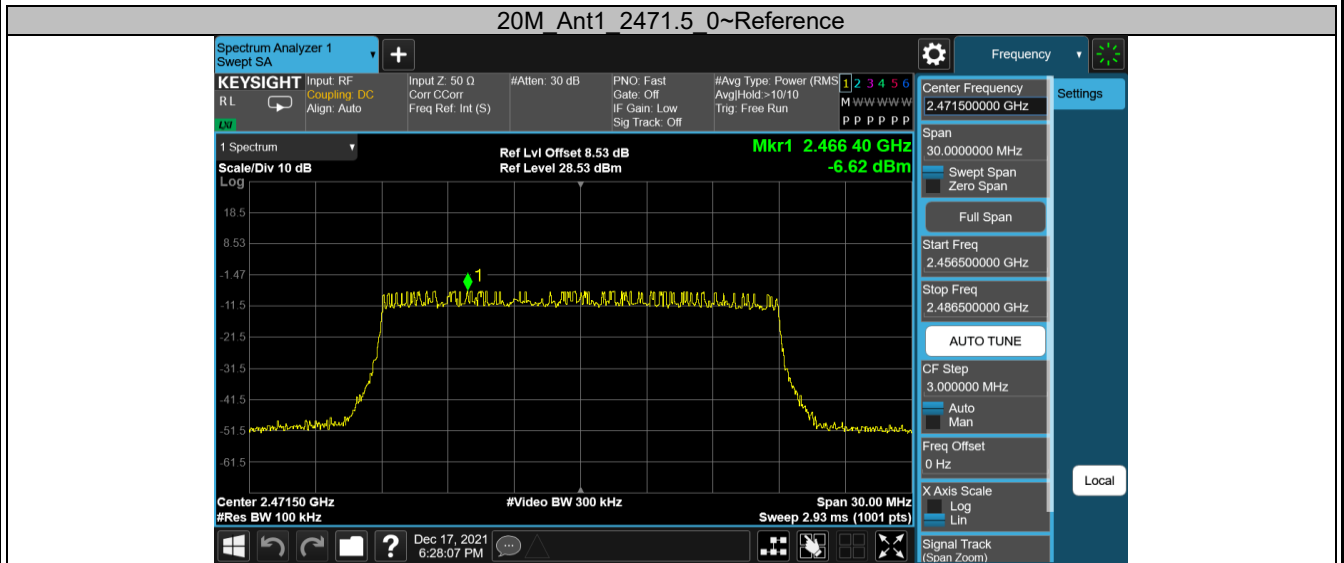 20M_Ant1_2471.5_0~Reference
Spectrum Analyzer 1
Swept SA
+
Frequency
KEYSIGHT
RL
LXI
Input: RF
Coupling: DC
Align: Auto
Input Z: 50 Ω
Corr CCorr
Freq Ref: Int (S)
#Atten: 30 dB
PNO: Fast
Gate: Off
IF Gain: Low
Sig Track: Off
#Avg Type: Power (RMS
Avg|Hold:>10/10
Trig: Free Run
1 2 3 4 5 6
M W W W W W
P P P P P P
Center Frequency
2.471500000 GHz
Settings
1 Spectrum
Scale/Div 10 dB
Log
Ref Lvl Offset 8.53 dB
Ref Level 28.53 dBm
Mkr1 2.466 40 GHz
-6.62 dBm
Span
30.0000000 MHz
Swept Span
Zero Span
Full Span
Start Freq
2.456500000 GHz
Stop Freq
2.486500000 GHz
AUTO TUNE
CF Step
3.000000 MHz
Auto
Man
Freq Offset
0 Hz
X Axis Scale
Log
Lin
Signal Track
(Span Zoom)
Local
18.5
8.53
-1.47
1
-11.5
-21.5
-31.5
-41.5
-51.5
-61.5
Center 2.47150 GHz
#Res BW 100 kHz
#Video BW 300 kHz
Span 30.00 MHz
Sweep 2.93 ms (1001 pts)
?
Dec 17, 2021
6:28:07 PM